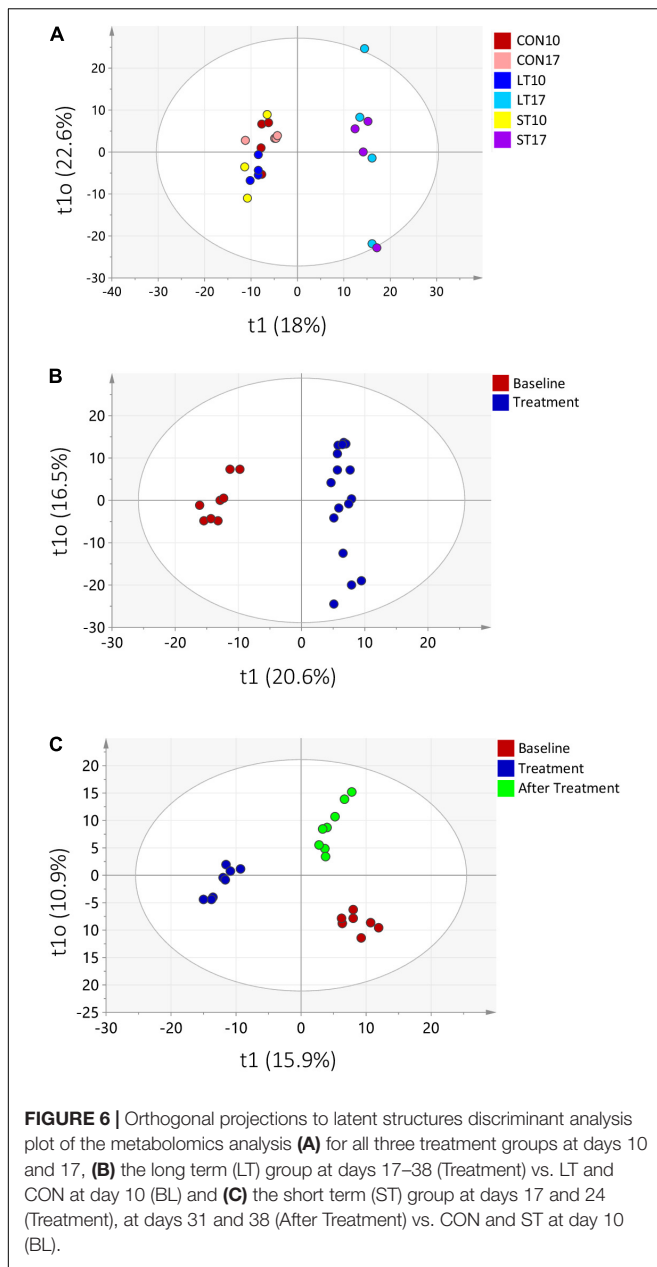 A
CON10
CON17
LT10
LT17
ST10
ST17
20
10
0
-10
-20
-30
-40 -30 -20 -10 0 10 20 30
t1o (22.6%)
t1 (18%)
B
Baseline
Treatment
20
10
0
-10
-20
-30
-30 -20 -10 0 10 20
t1o (16.5%)
t1 (20.6%)
C
Baseline
Treatment
After Treatment
20
15
10
5
0
-5
10
15
20
-25
-30 -20 -10 0 10 20
t1o (10.9%)
t1 (15.9%)
FIGURE 6 | Orthogonal projections to latent structures discriminant analysis
plot of the metabolomics analysis (A) for all three treatment groups at days 10
and 17, (B) the long term (LT) group at days 17–38 (Treatment) vs. LT and
CON at day 10 (BL) and (C) the short term (ST) group at days 17 and 24
(Treatment), at days 31 and 38 (After Treatment) vs. CON and ST at day 10
(BL).